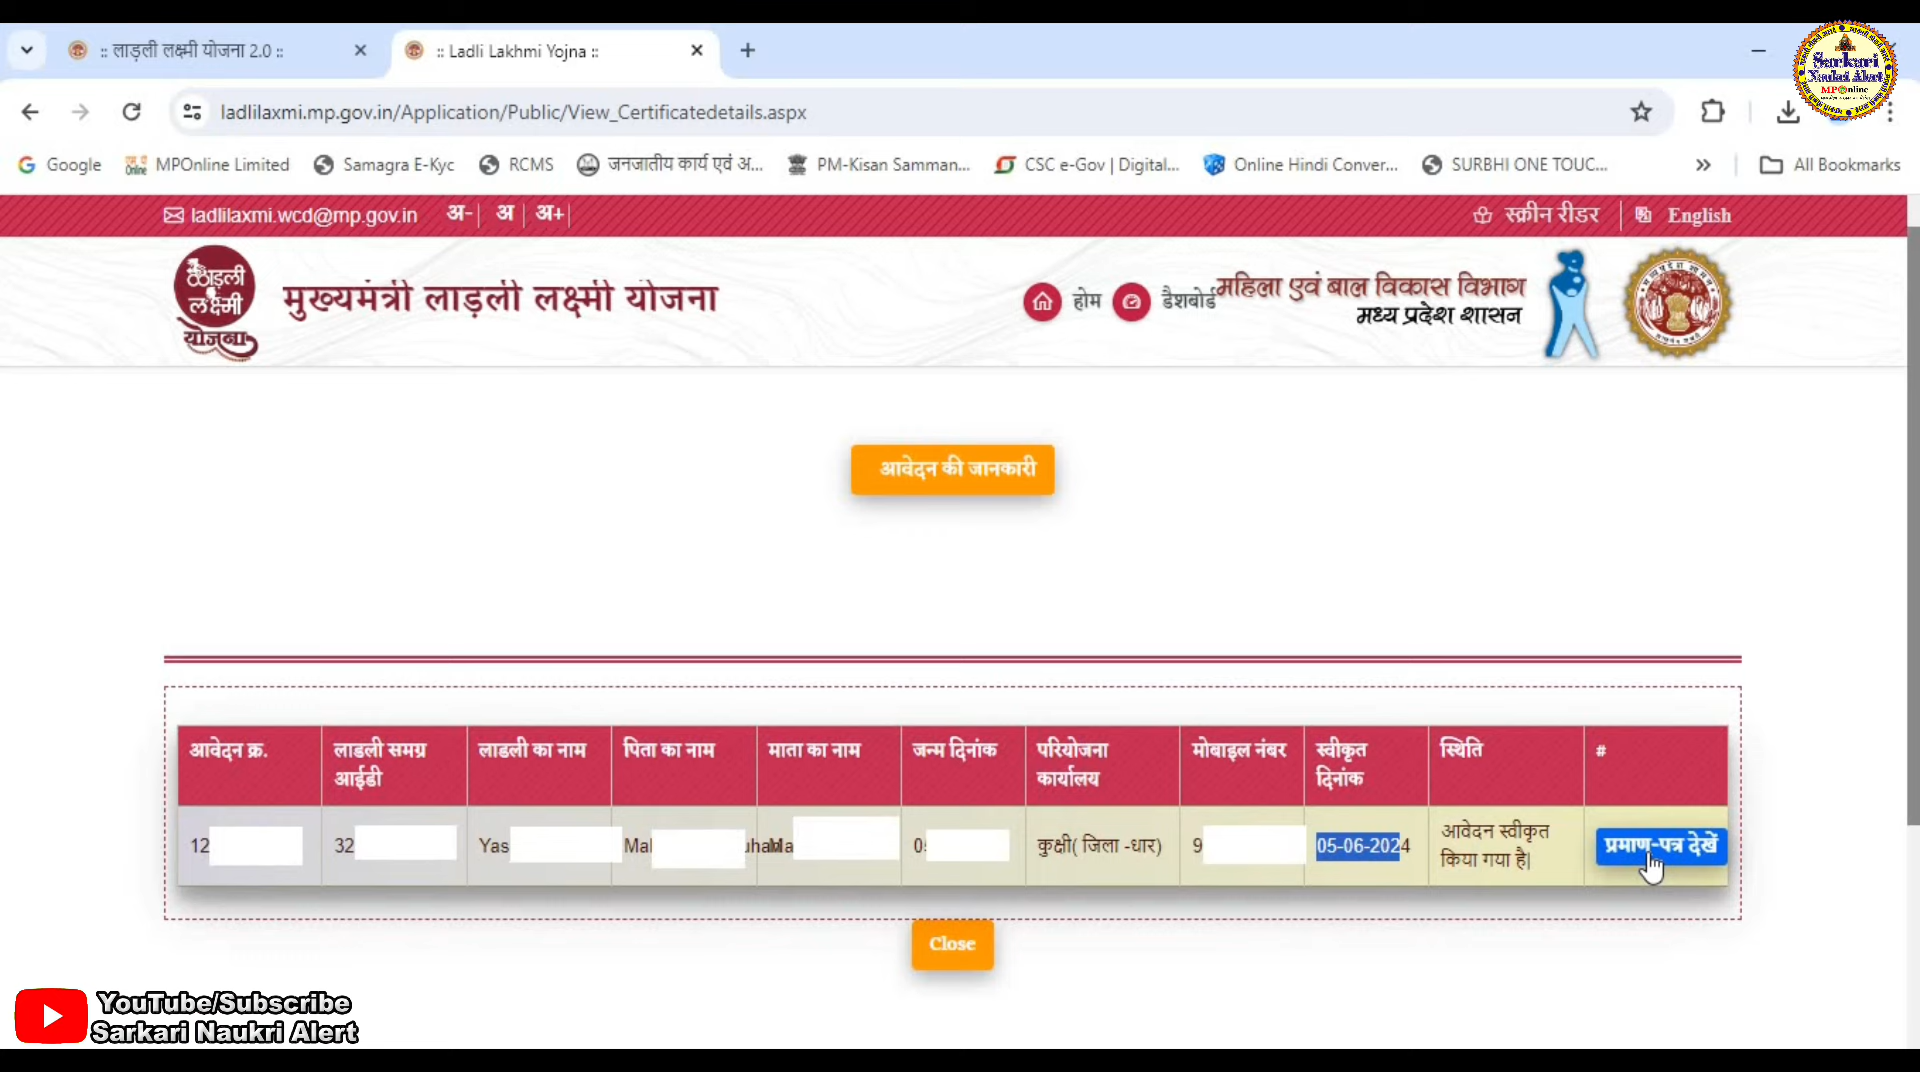 :: लाड़ली लक्ष्मी योजना 2.0 ::
:: Ladli Lakhmi Yojna ::
ladlilaxmi.mp.gov.in/Application/Public/View_Certificatedetails.aspx
Sarkari
Naukri Alert
MPOnline
Google
MPOnline Limited
Samagra E-Kyc
RCMS
जनजातीय कार्य एवं अ...
PM-Kisan Samman...
CSC e-Gov | Digital...
Online Hindi Conver...
SURBHI ONE TOUC...
All Bookmarks
ladlilaxmi.wcd@mp.gov.in अ- अ अ+
स्क्रीन रीडर English
लाड़ली
लक्ष्मी
योजना
मुख्यमंत्री लाड़ली लक्ष्मी योजना
होम डैशबोर्ड
महिला एवं बाल विकास विभाग
मध्य प्रदेश शासन
आवेदन की जानकारी
आवेदन क्र.
लाडली समग्र
आईडी
लाडली का नाम
पिता का नाम
माता का नाम
जन्म दिनांक
परियोजना
कार्यालय
मोबाइल नंबर
स्वीकृत
दिनांक
स्थिति
#
12
32
Yas
कुक्षी( जिला -धार)
9
05-06-2024
आवेदन स्वीकृत
किया गया है|
प्रमाण-पत्र देखें
Close
YouTube/Subscribe
Sarkari Naukri Alert